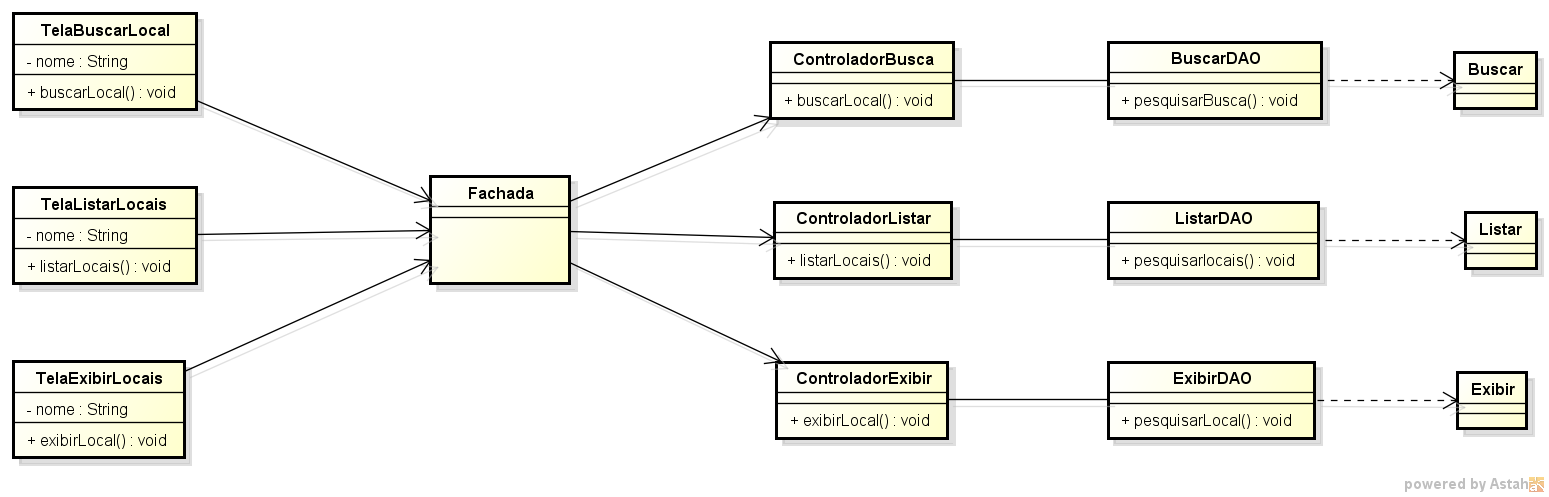 TelaBuscarLocal
- nome : String
+ buscarLocal() : void
TelaListarLocais
- nome : String
+ listarLocais() : void
TelaExibirLocais
- nome : String
+ exibirLocal() : void
Fachada
ControladorBusca
+ buscarLocal() : void
ControladorListar
+ listarLocais() : void
ControladorExibir
+ exibirLocal() : void
BuscarDAO
+ pesquisarBusca() : void
ListarDAO
+ pesquisarlocais() : void
ExibirDAO
+ pesquisarLocal() : void
Buscar
Listar
Exibir
powered by Astah